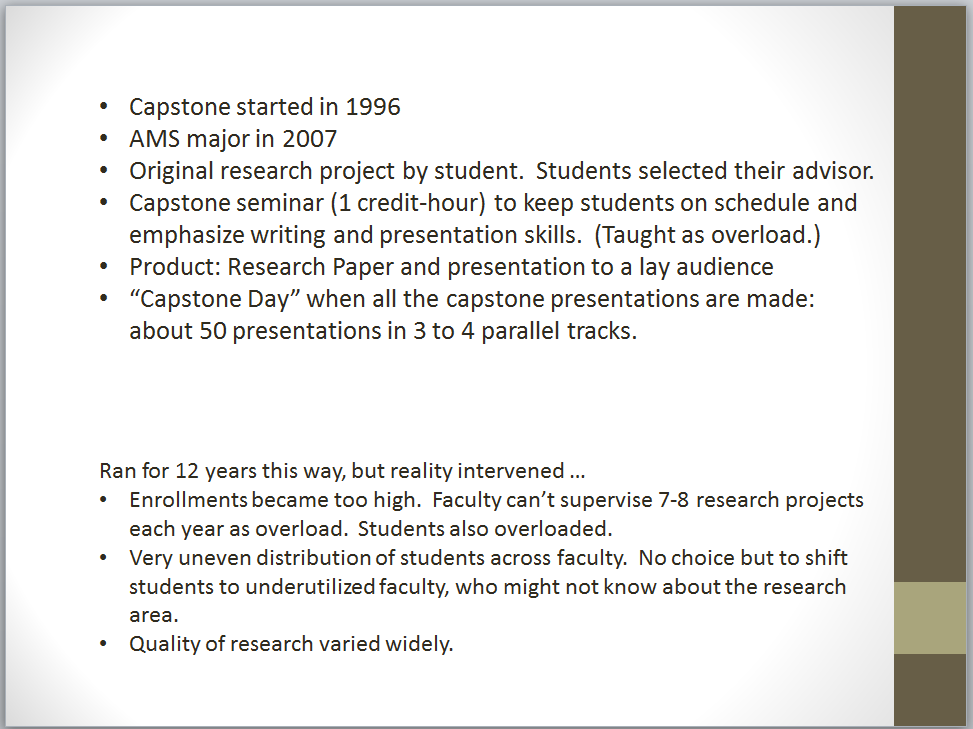 • Capstone started in 1996
• AMS major in 2007
• Original research project by student.  Students selected their advisor.
• Capstone seminar (1 credit-hour) to keep students on schedule and
emphasize writing and presentation skills.  (Taught as overload.)
• Product: Research Paper and presentation to a lay audience
• “Capstone Day” when all the capstone presentations are made:
about 50 presentations in 3 to 4 parallel tracks.
Ran for 12 years this way, but reality intervened …
• Enrollments became too high.  Faculty can’t supervise 7-8 research projects
each year as overload.  Students also overloaded.
• Very uneven distribution of students across faculty.  No choice but to shift
students to underutilized faculty, who might not know about the research
area.
• Quality of research varied widely.